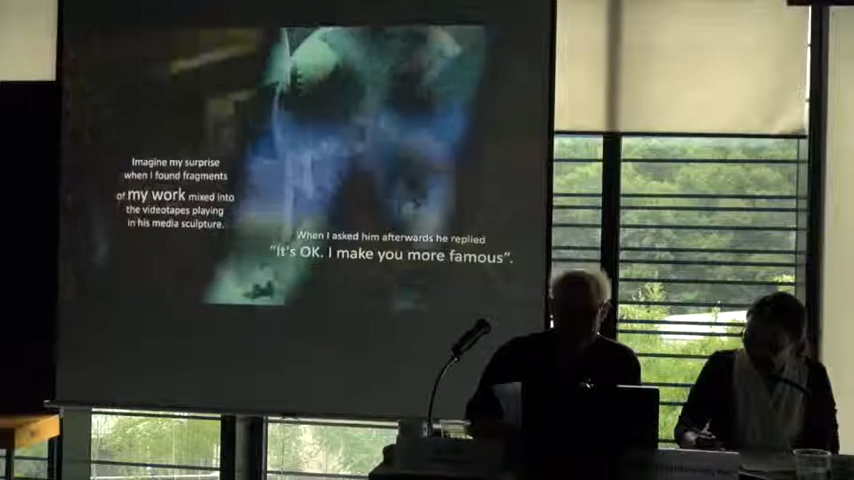 Imagine my surprise
when I found fragments
of my work mixed into
the videotapes playing
in his media sculpture.
When I asked him afterwards he replied
“It's OK. I make you more famous”.